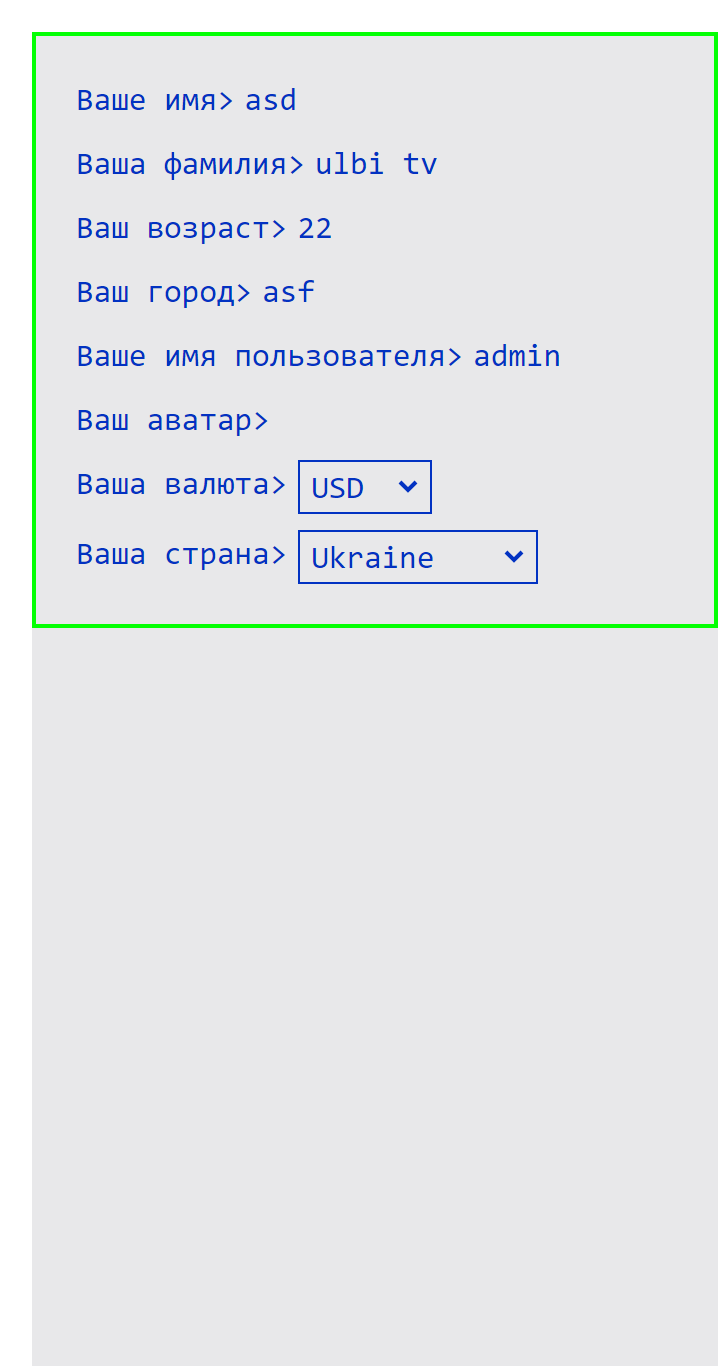 Ваше имя> asd
Ваша фамилия> ulbi tv
Ваш возраст> 22
Ваш город> asf
Ваше имя пользователя> admin
Ваш аватар>
Ваша валюта> USD
Ваша страна> Ukraine